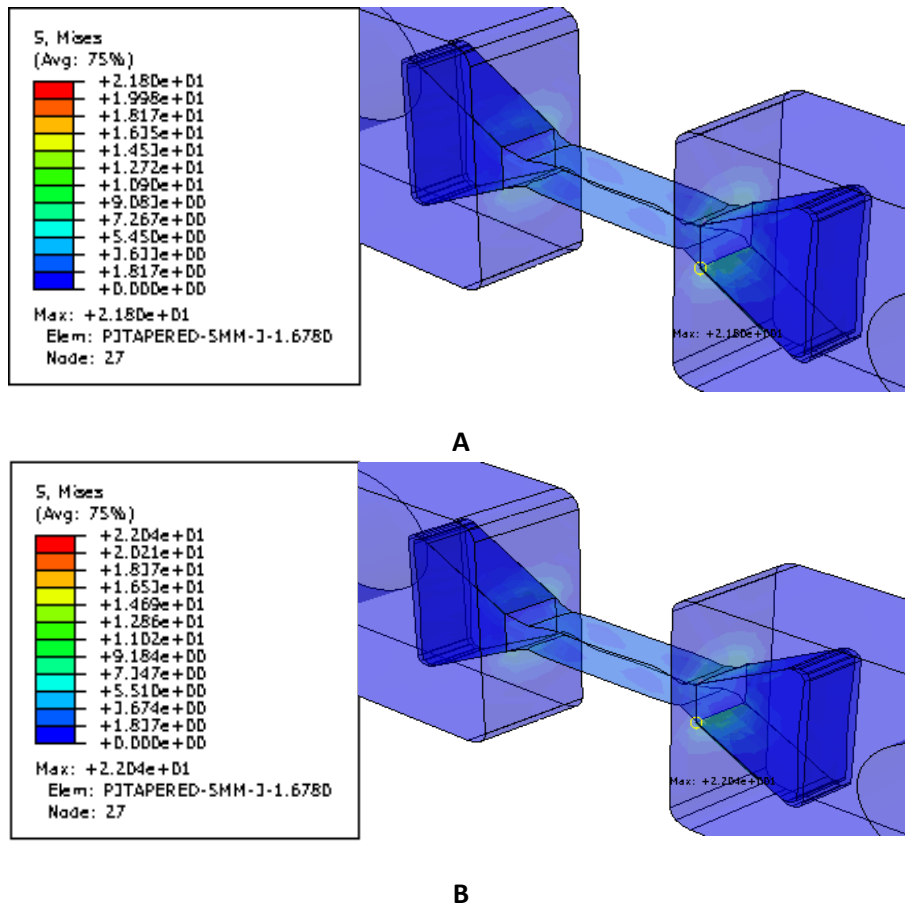 S, Mises
(Avg: 75%)
+2.180e+01
+1.998e+01
+1.817e+01
+1.635e+01
+1.453e+01
+1.272e+01
+1.090e+01
+9.083e+00
+7.267e+00
+5.450e+00
+3.633e+00
+1.817e+00
+0.000e+00
Max: +2.180e+01
Elem: PJTAPERED-5MM-3-1.6780
Node: 27
Max: +2.180e+001
A
S, Mises
(Avg: 75%)
+2.204e+01
+2.021e+01
+1.837e+01
+1.653e+01
+1.469e+01
+1.286e+01
+1.102e+01
+9.184e+00
+7.347e+00
+5.510e+00
+3.674e+00
+1.837e+00
+0.000e+00
Max: +2.204e+01
Elem: PJTAPERED-5MM-3-1.6780
Node: 27
Max: +2.204e+001
B